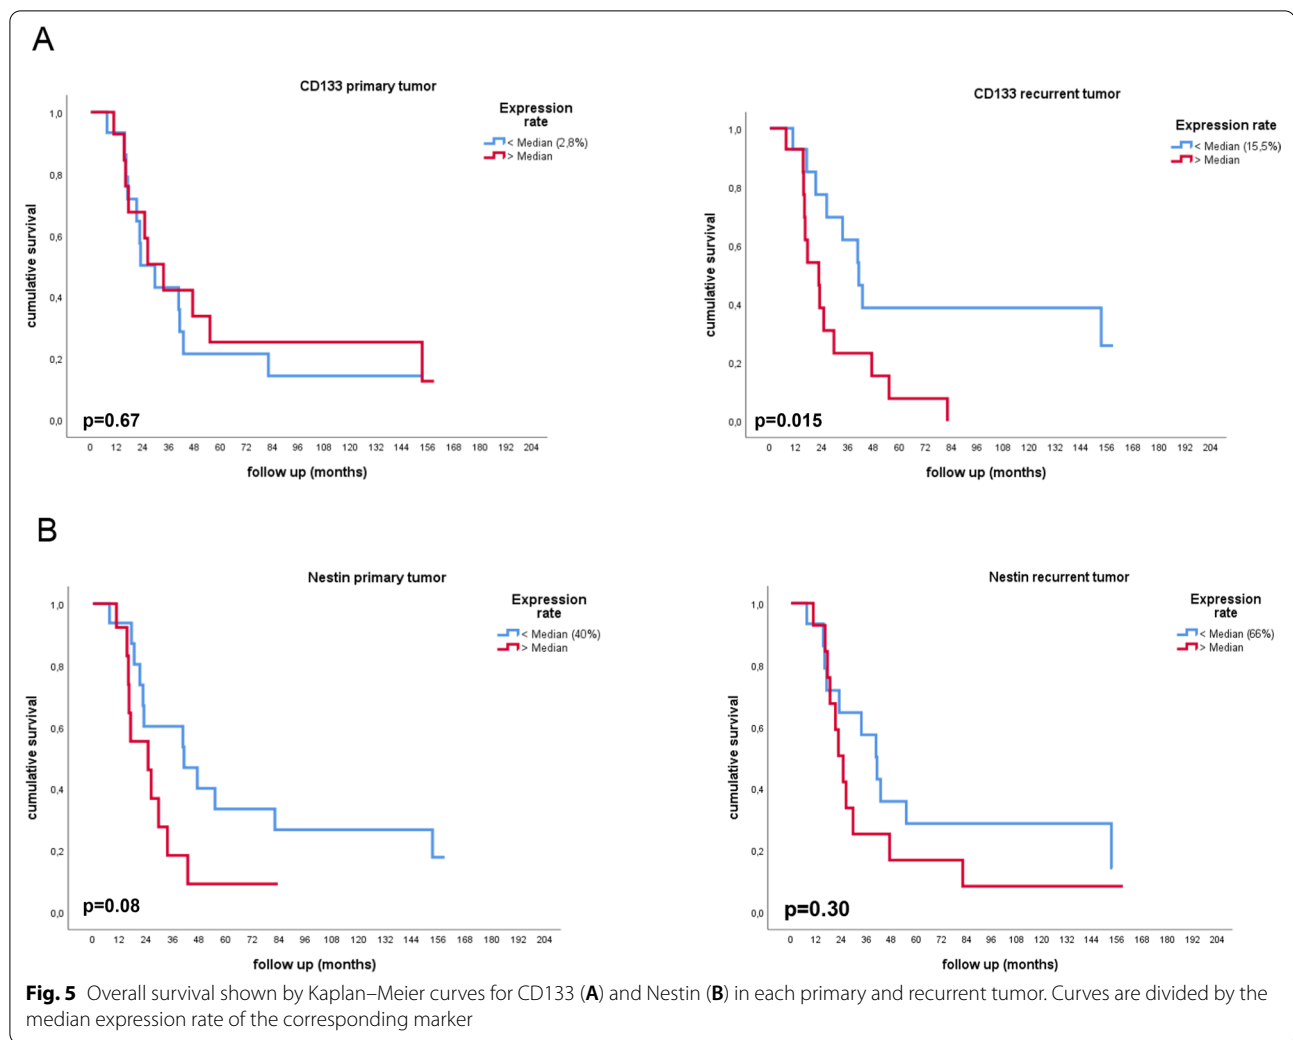 A
CD133 primary tumor
Expression
rate
< Median (2,8%)
> Median
1,0
0,8
0,6
0,4
0,2
0,0
cumulative survival
p=0.67
0 12 24 36 48 60 72 84 96 108 120 132 144 156 168 180 192 204
follow up (months)
CD133 recurrent tumor
Expression rate
< Median (15,5%)
> Median
1,0
0,8
0,6
0,4
0,2
0,0
cumulative survival
p=0.015
0 12 24 36 48 60 72 84 96 108 120 132 144 156 168 180 192 204
follow up (months)
B
Nestin primary tumor
Expression
rate
< Median (40%)
> Median
1,0
0,8
0,6
0,4
0,2
0,0
cumulative survival
p=0.08
0 12 24 36 48 60 72 84 96 108 120 132 144 156 168 180 192 204
follow up (months)
Nestin recurrent tumor
Expression
rate
< Median (66%)
> Median
1,0
0,8
0,6
0,4
0,2
0,0
cumulative survival
p=0.30
0 12 24 36 48 60 72 84 96 108 120 132 144 156 168 180 192 204
follow up (months)
Fig. 5 Overall survival shown by Kaplan–Meier curves for CD133 (A) and Nestin (B) in each primary and recurrent tumor. Curves are divided by the
median expression rate of the corresponding marker